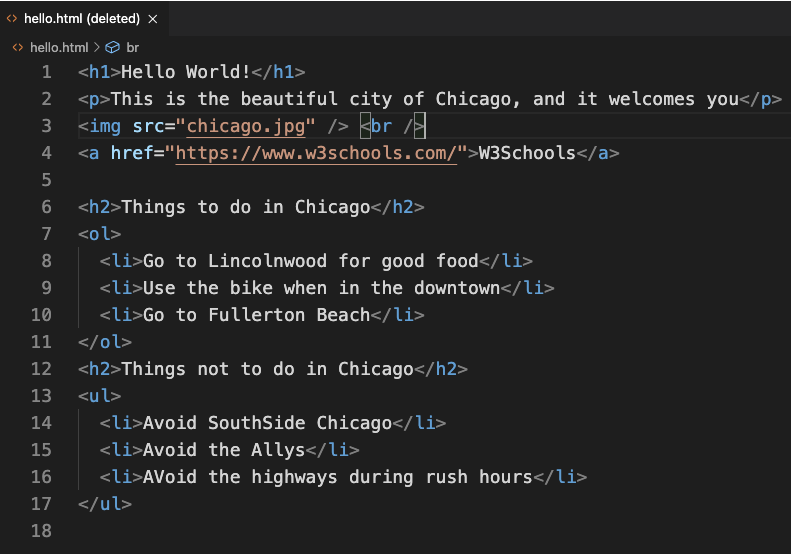 hello.html (deleted) ×
hello.html > br
1 <h1>Hello World!</h1>
2 <p>This is the beautiful city of Chicago, and it welcomes you</p>
3 <img src="chicago.jpg" /> <br />
4 <a href="https://www.w3schools.com/">W3Schools</a>
5
6 <h2>Things to do in Chicago</h2>
7 <ol>
8   <li>Go to Lincolnwood for good food</li>
9   <li>Use the bike when in the downtown</li>
10   <li>Go to Fullerton Beach</li>
11 </ol>
12 <h2>Things not to do in Chicago</h2>
13 <ul>
14   <li>Avoid SouthSide Chicago</li>
15   <li>Avoid the Allys</li>
16   <li>AVoid the highways during rush hours</li>
17 </ul>
18